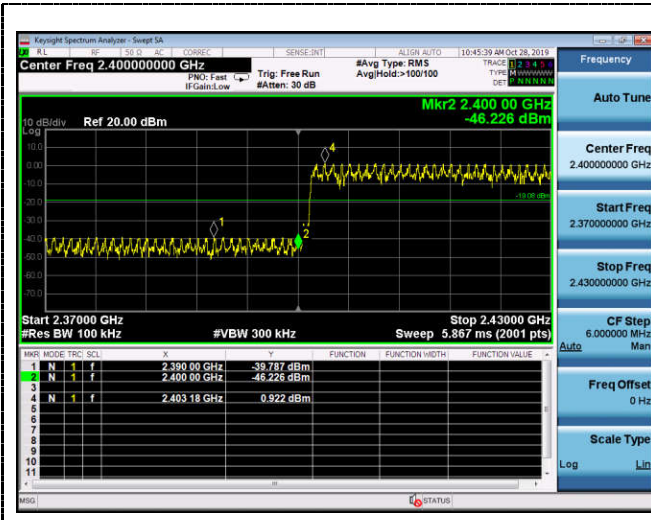 Keysight Spectrum Analyzer - Swept SA
RL RF 50 Ω AC CORREC SENSE:INT ALIGN AUTO 10:45:39 AM Oct 28, 2019
Center Freq 2.400000000 GHz
PNO: Fast
IFGain:Low
Trig: Free Run
#Atten: 30 dB
#Avg Type: RMS
Avg|Hold:>100/100
TRACE 1 2 3 4 5 6
TYPE M WWWWW
DET P N N N N N
Mkr2 2.400 00 GHz
-46.226 dBm
10 dB/div Ref 20.00 dBm
Log
10.0
0.00
-10.0
-20.0
-30.0
-40.0
-50.0
-60.0
-70.0
4
1
2
-19.08 dBm
Start 2.37000 GHz Stop 2.43000 GHz
#Res BW 100 kHz #VBW 300 kHz Sweep 5.867 ms (2001 pts)
MKR MODE TRC SCL X Y FUNCTION FUNCTION WIDTH FUNCTION VALUE
1 N 1 f 2.390 00 GHz -39.787 dBm
2 N 1 f 2.400 00 GHz -46.226 dBm
3
4 N 1 f 2.403 18 GHz 0.922 dBm
5
6
7
8
9
10
11
MSG STATUS
Frequency
Auto Tune
Center Freq
2.400000000 GHz
Start Freq
2.370000000 GHz
Stop Freq
2.430000000 GHz
CF Step
6.000000 MHz
Auto Man
Freq Offset
0 Hz
Scale Type
Log Lin